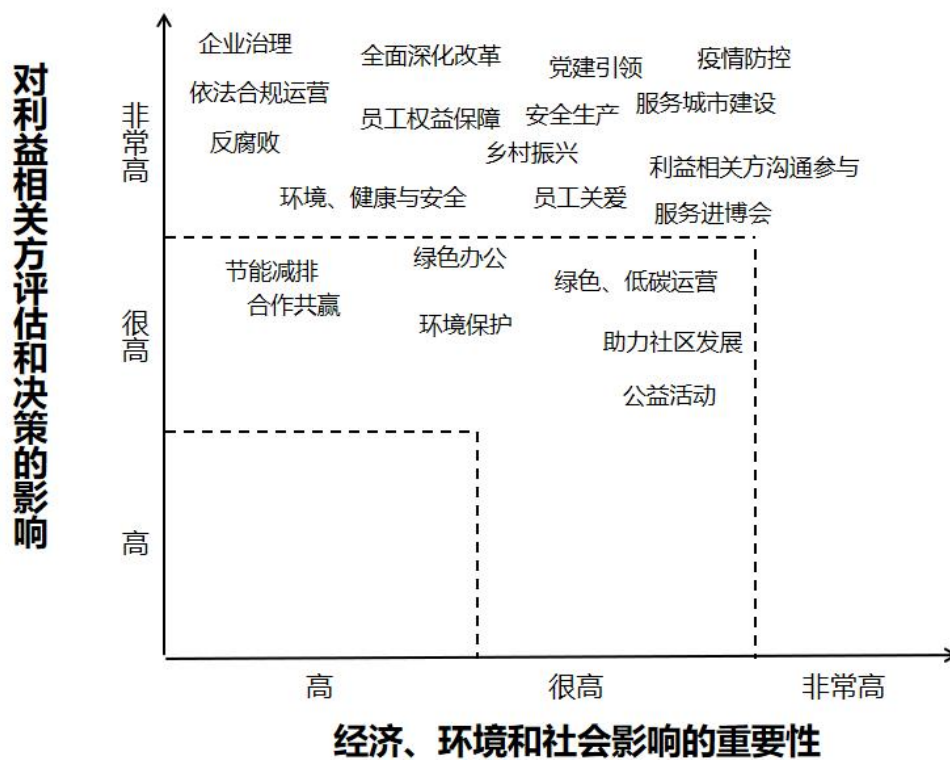 对利益相关方评估和决策的影响
非常高
很高
高
企业治理
全面深化改革
党建引领
疫情防控
依法合规运营
员工权益保障
安全生产
服务城市建设
反腐败
乡村振兴
利益相关方沟通参与
环境、健康与安全
员工关爱
服务进博会
节能减排
绿色办公
绿色、低碳运营
合作共赢
环境保护
助力社区发展
公益活动
高
很高
非常高
经济、环境和社会影响的重要性